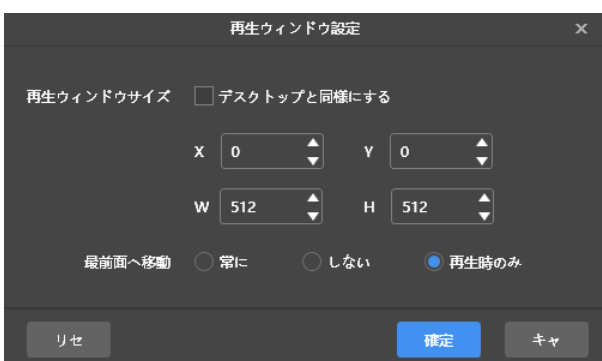 再生ウィンドウ設定 ×
再生ウィンドウサイズ デスクトップと同様にする
X 0 Y 0
W 512 H 512
最前面へ移動 常に しない 再生時のみ
リセ 確定 キャ